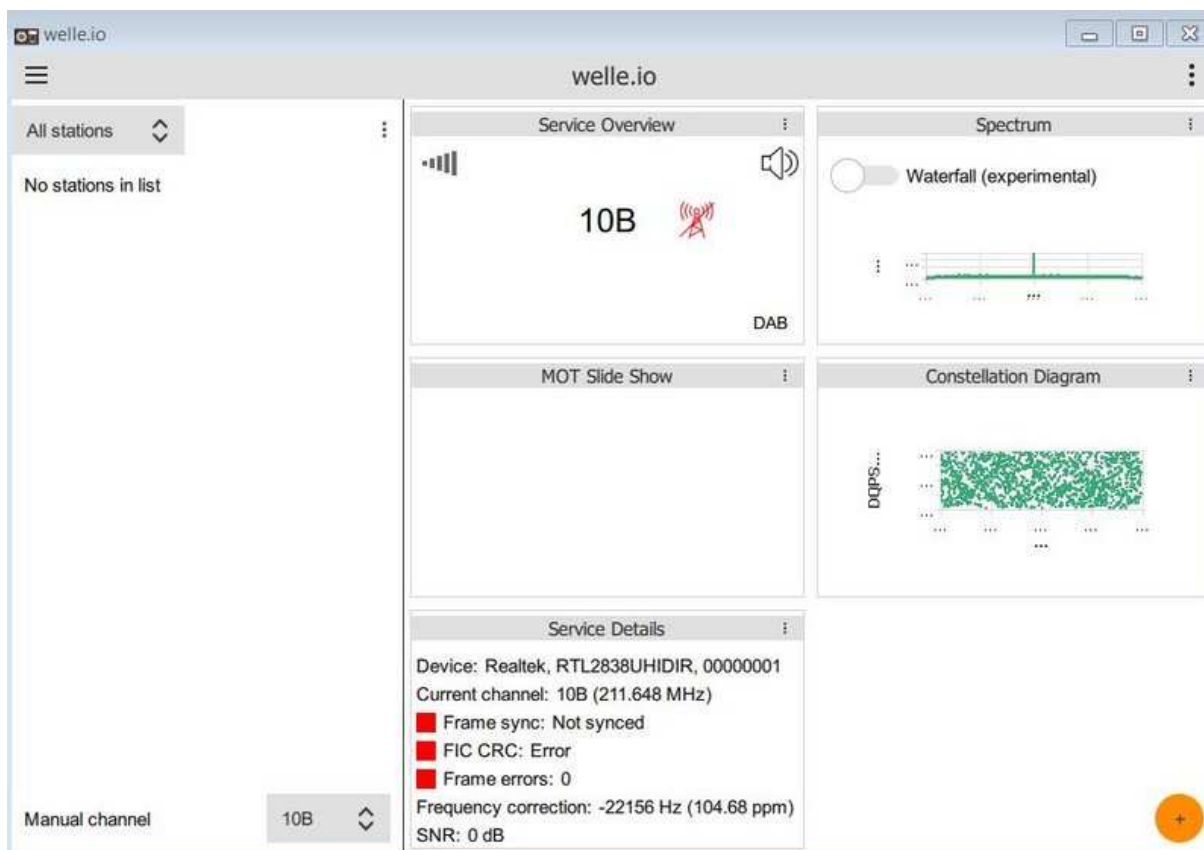 welle.io
welle.io
All stations
No stations in list
Manual channel
10B
Service Overview
10B
DAB
Spectrum
Waterfall (experimental)
MOT Slide Show
Constellation Diagram
DQPS...
Service Details
Device: Realtek, RTL2838UHIDIR, 00000001
Current channel: 10B (211.648 MHz)
Frame sync: Not synced
FIC CRC: Error
Frame errors: 0
Frequency correction: -22156 Hz (104.68 ppm)
SNR: 0 dB
+